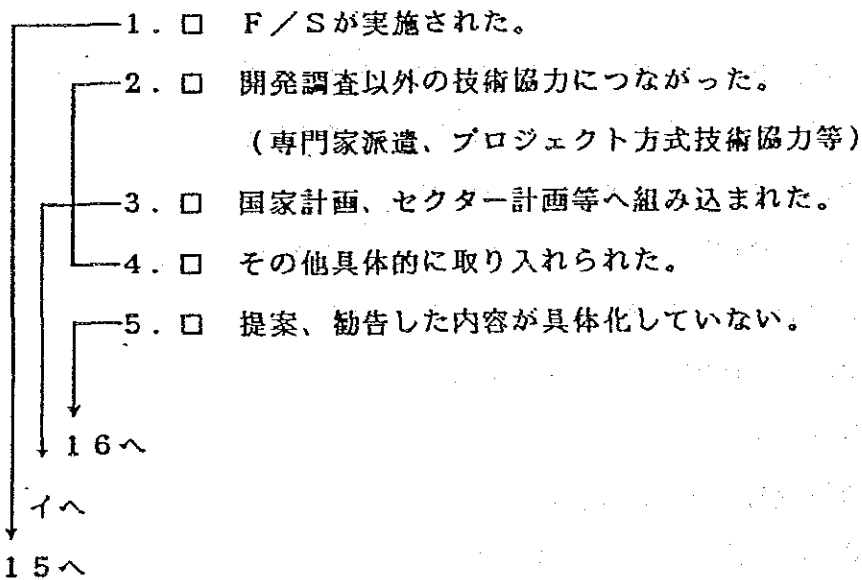 1．□ F／Sが実施された。
2．□ 開発調査以外の技術協力につながった。
（専門家派遣、プロジェクト方式技術協力等）
3．□ 国家計画、セクター計画等へ組み込まれた。
4．□ その他具体的に取り入れられた。
5．□ 提案、勧告した内容が具体化していない。
16へ
イへ
15へ